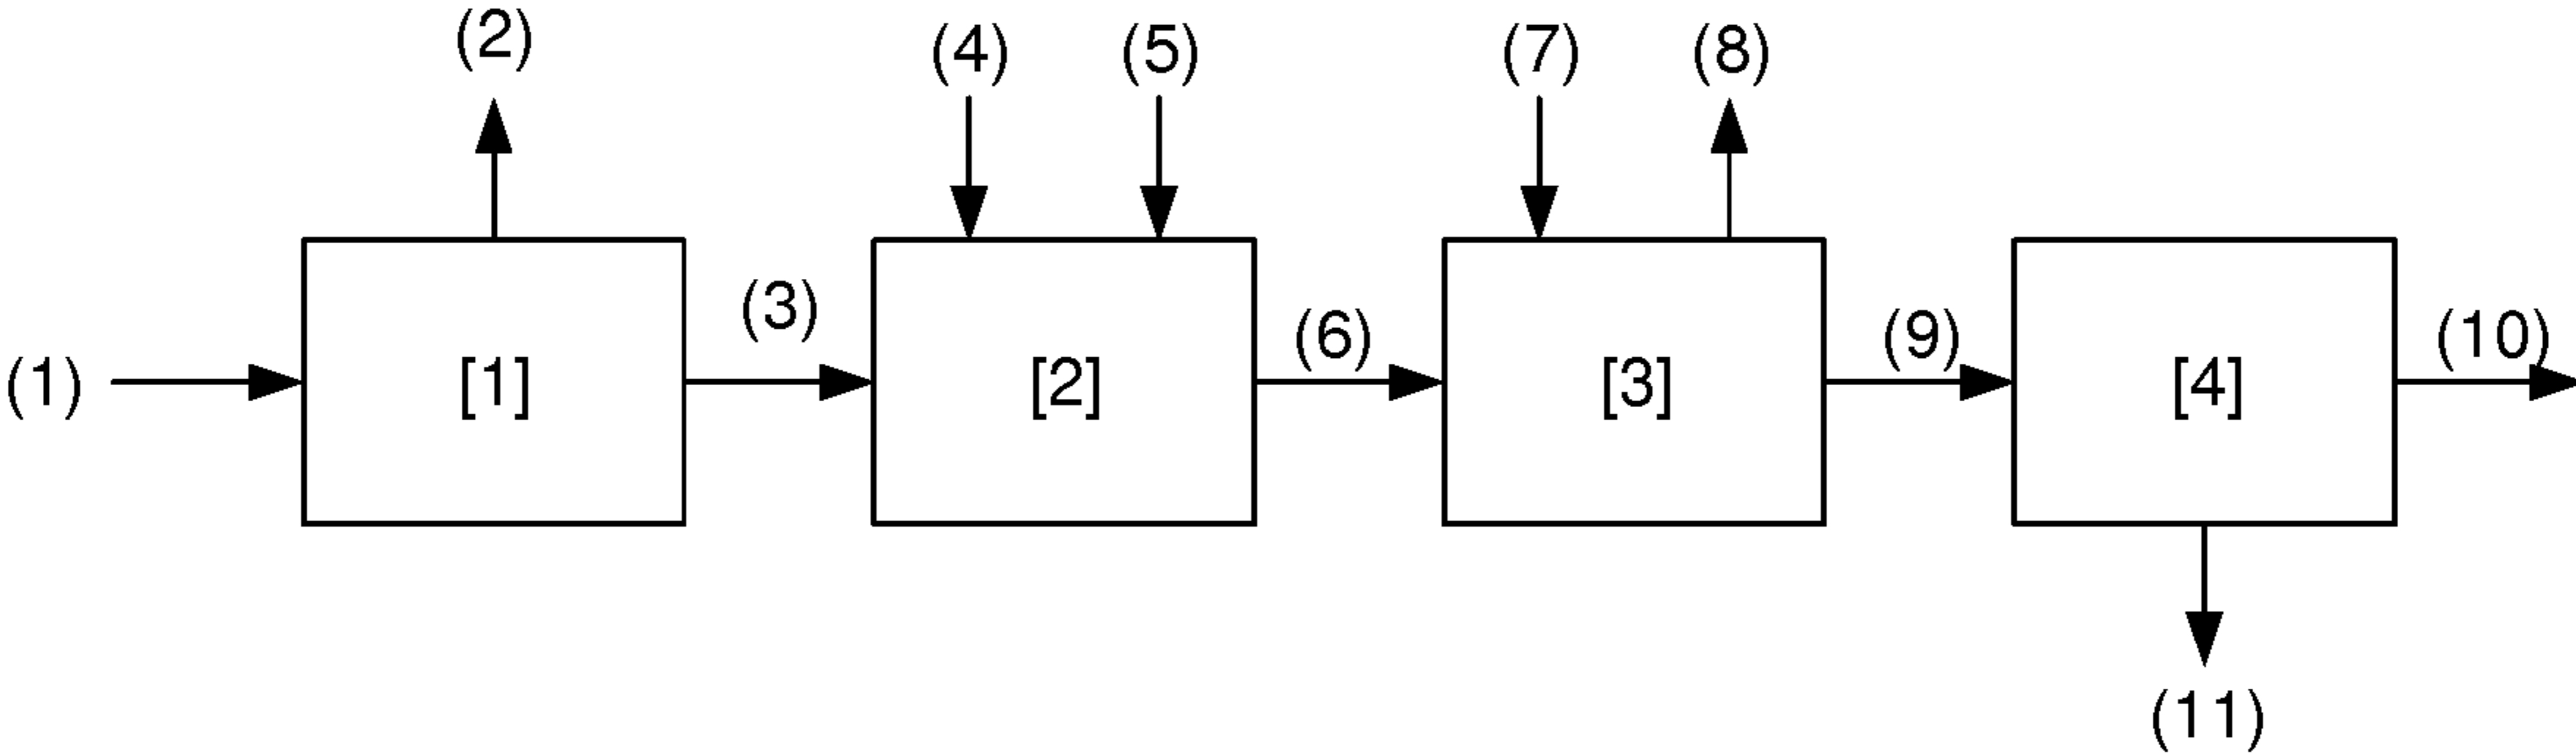 (2) (4) (5) (7) (8)
(3) (6) (9) (10)
(1) [1] [2] [3] [4]
(11)